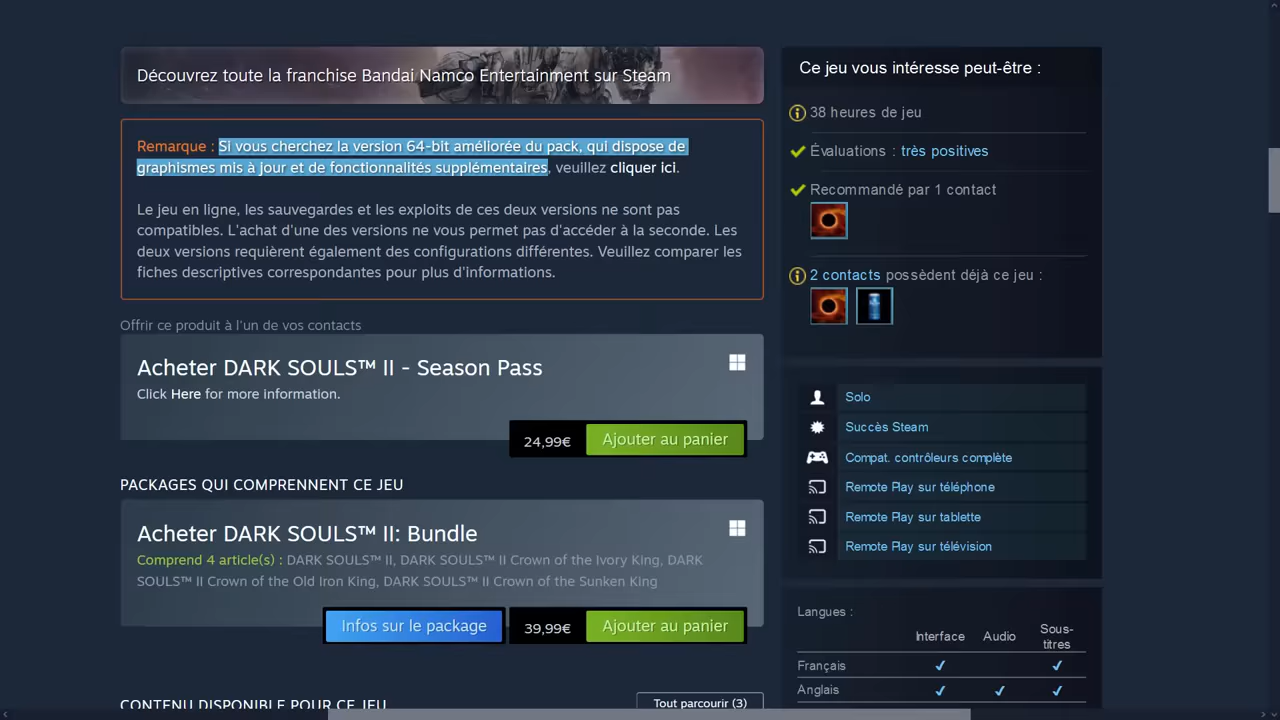 Découvrez toute la franchise Bandai Namco Entertainment sur Steam
Remarque : Si vous cherchez la version 64-bit améliorée du pack, qui dispose de
graphismes mis à jour et de fonctionnalités supplémentaires, veuillez cliquer ici.
Le jeu en ligne, les sauvegardes et les exploits de ces deux versions ne sont pas
compatibles. L'achat d'une des versions ne vous permet pas d'accéder à la seconde. Les
deux versions requièrent également des configurations différentes. Veuillez comparer les
fiches descriptives correspondantes pour plus d'informations.
Offrir ce produit à l'un de vos contacts
Acheter DARK SOULS™ II - Season Pass
Click Here for more information.
24,99€
Ajouter au panier
PACKAGES QUI COMPRENNENT CE JEU
Acheter DARK SOULS™ II: Bundle
Comprend 4 article(s) : DARK SOULS™ II, DARK SOULS™ II Crown of the Ivory King, DARK
SOULS™ II Crown of the Old Iron King, DARK SOULS™ II Crown of the Sunken King
Infos sur le package
39,99€
Ajouter au panier
CONTENU DISPONIBLE POUR CE JEU
Tout parcourir (3)
Ce jeu vous intéresse peut-être :
38 heures de jeu
Évaluations : très positives
Recommandé par 1 contact
2 contacts possèdent déjà ce jeu :
Solo
Succès Steam
Compat. contrôleurs complète
Remote Play sur téléphone
Remote Play sur tablette
Remote Play sur télévision
Langues :
Interface Audio Sous-
titres
Français ✔ ✔
Anglais ✔ ✔ ✔